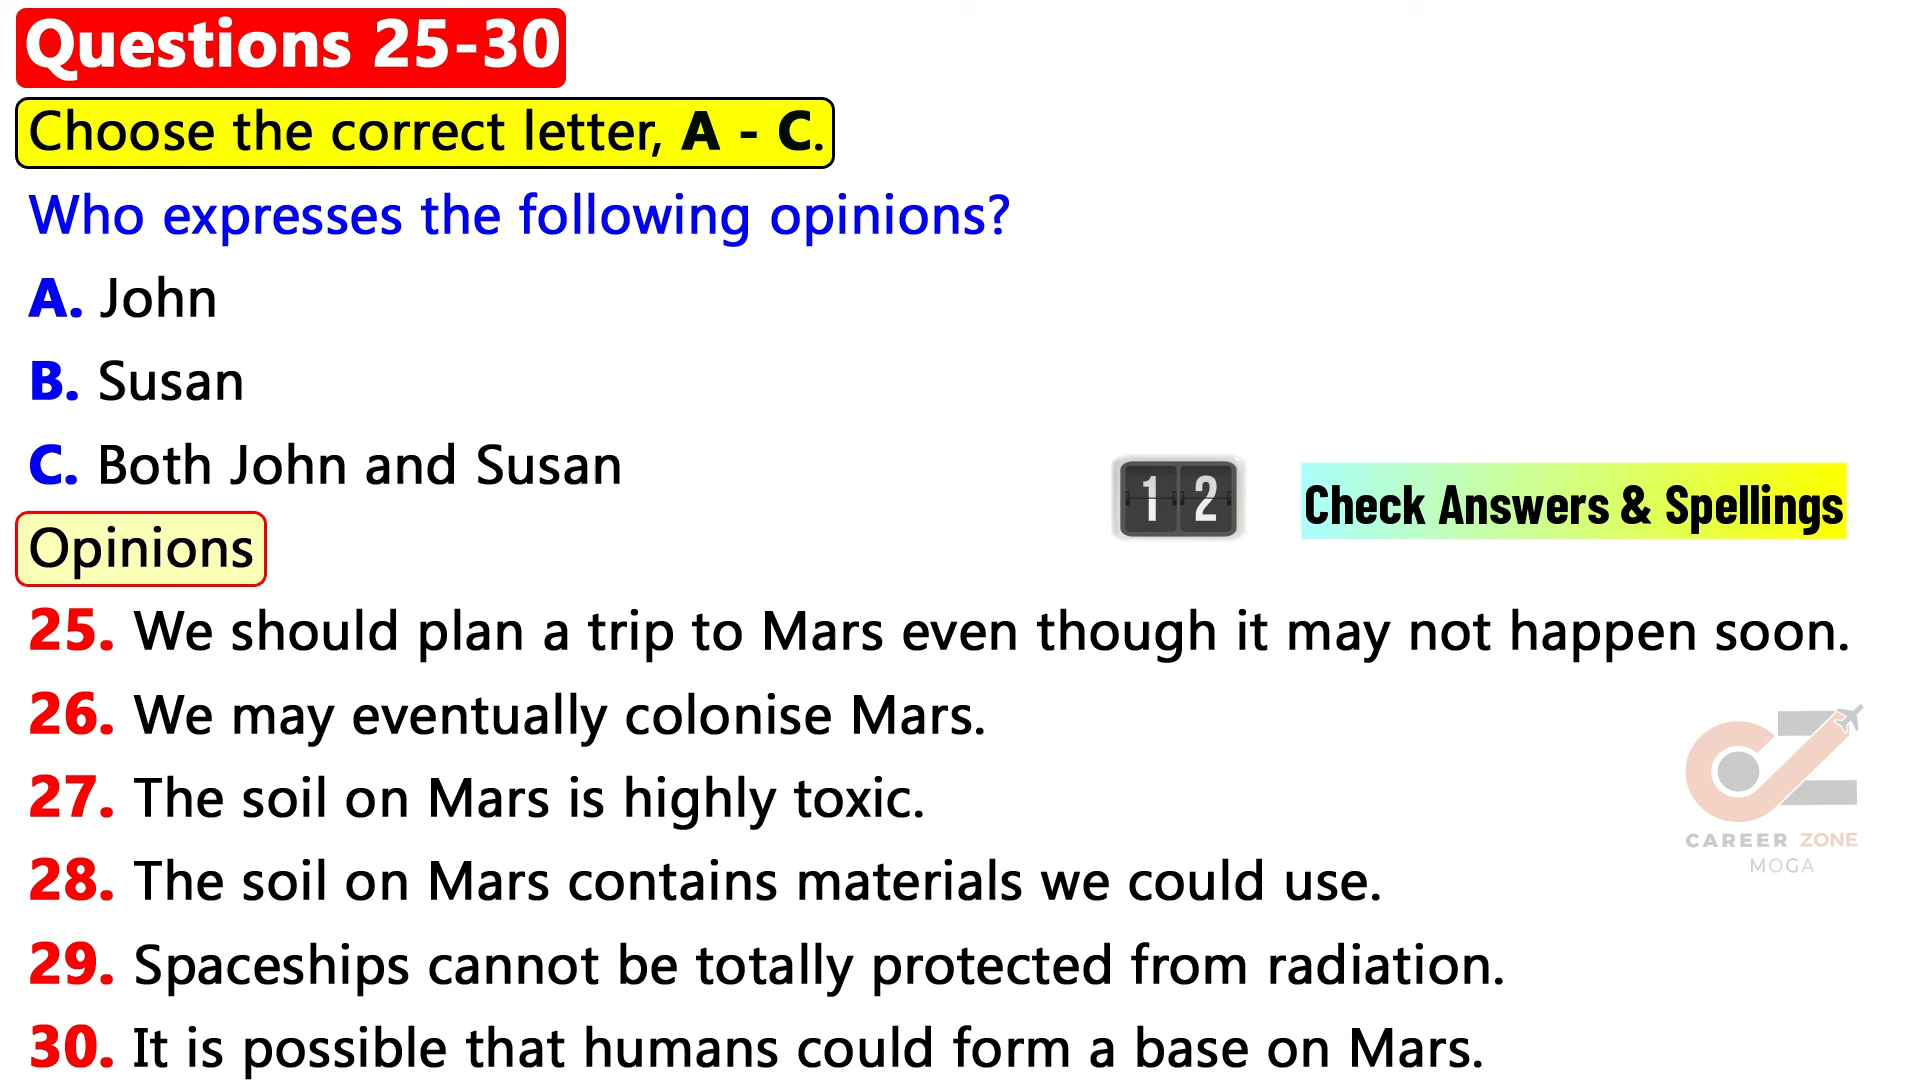 Questions 25-30
Choose the correct letter, A - C.
Who expresses the following opinions?
A. John
B. Susan
C. Both John and Susan
12
Check Answers & Spellings
Opinions
25. We should plan a trip to Mars even though it may not happen soon.
26. We may eventually colonise Mars.
27. The soil on Mars is highly toxic.
28. The soil on Mars contains materials we could use.
29. Spaceships cannot be totally protected from radiation.
30. It is possible that humans could form a base on Mars.
CZ
CAREER ZONE
MOGA